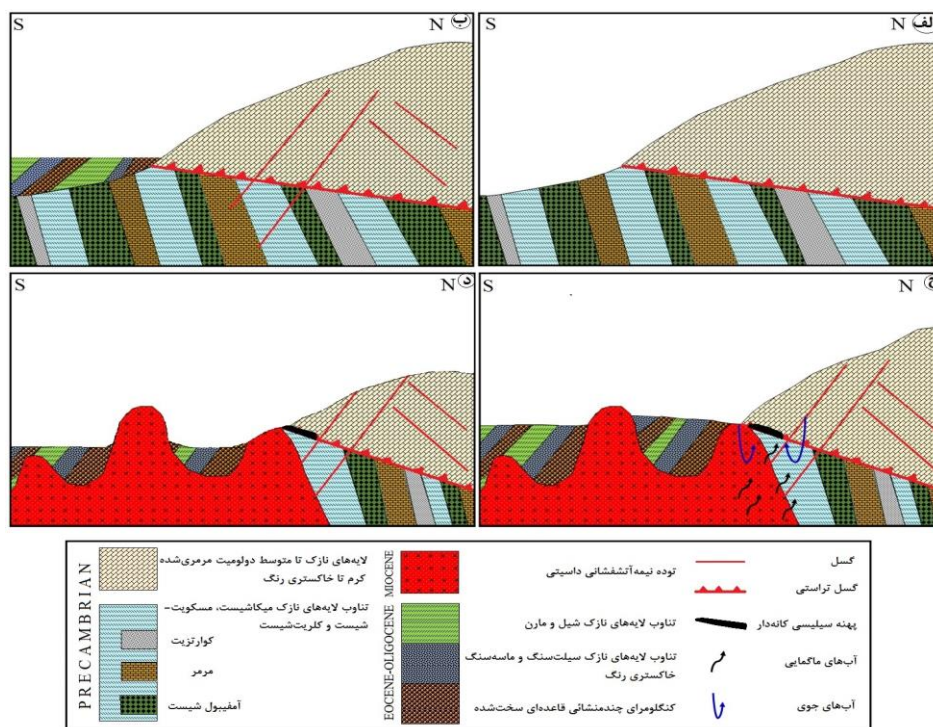 S
N
الف
S
N
ب
S
N
ج
S
N
د
گسل
گسل تراستی
پهنه سیلیسی کانه‌دار
آب‌های ماگمایی
آب‌های جوی
MIOCENE
توده نیمه‌آتشفشانی داسیتی
EOCENE-OLIGOCENE
تناوب لایه‌های نازک شیل و مارن
تناوب لایه‌های نازک سیلت‌سنگ و ماسه‌سنگ
خاکستری رنگ
کنگلومرای چندمنشائی قاعده‌ای سخت‌شده
PRECAMBRIAN
لایه‌های نازک تا متوسط دولومیت مرمری‌شده
کرم تا خاکستری رنگ
تناوب لایه‌های نازک میکاشیست، مسکویت-
شیست و کلریت‌شیست
کوارتزیت
مرمر
آمفیبول شیست